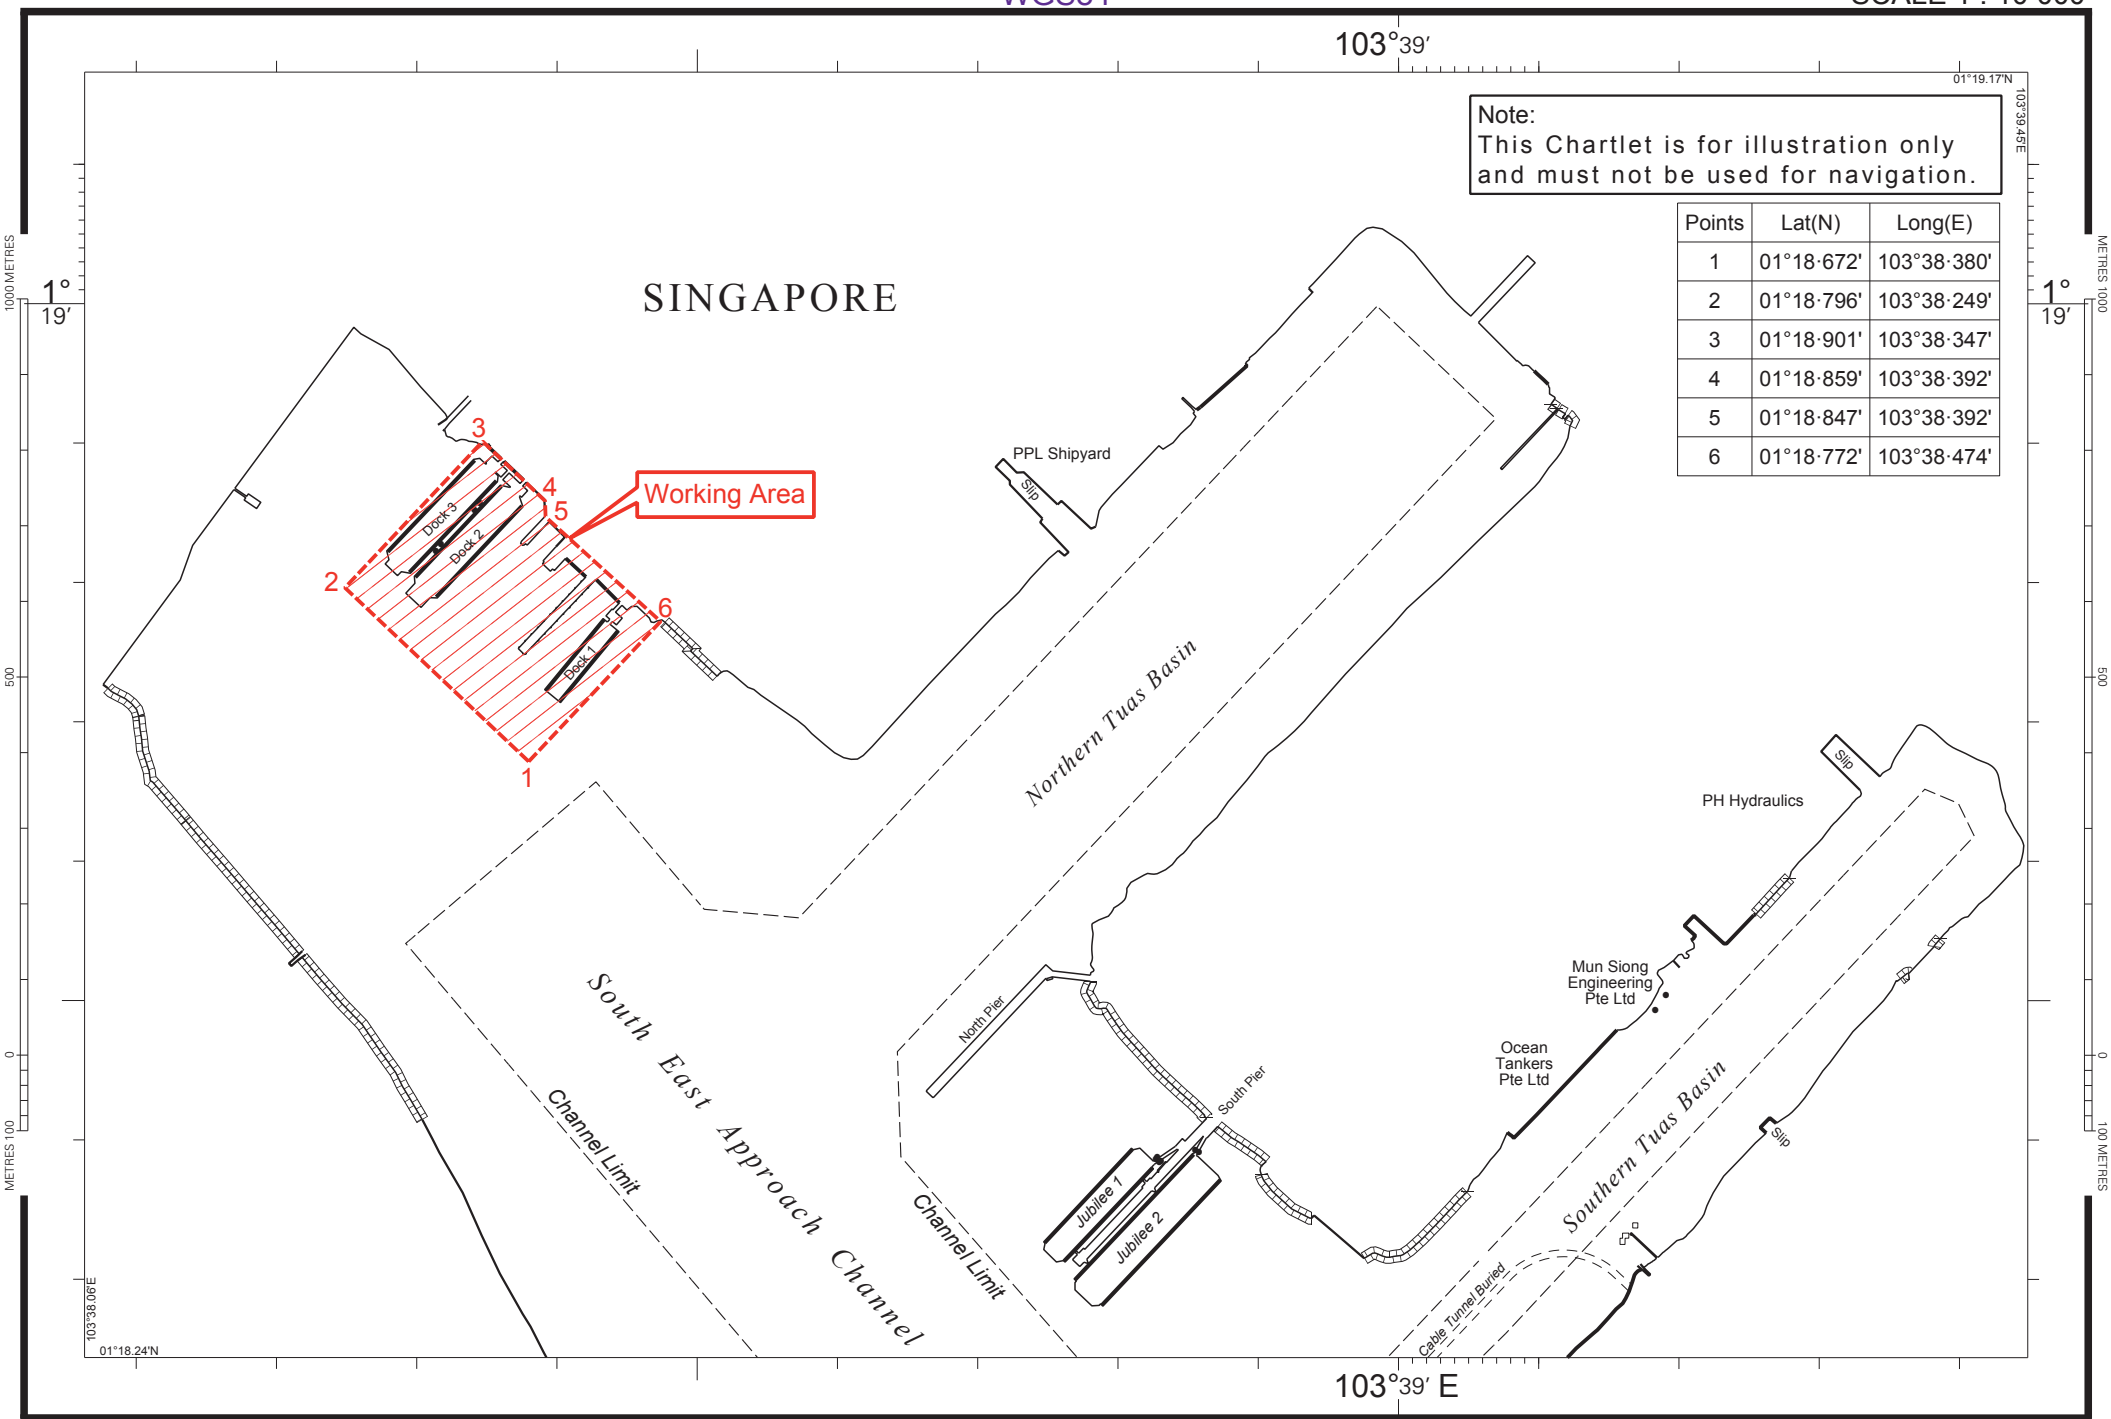 103°39′
01°19.17'N
103°39.45'E
Note:
This Chartlet is for illustration only
and must not be used for navigation.
Points Lat(N) Long(E)
1 01°18·672' 103°38·380'
2 01°18·796' 103°38·249'
3 01°18·901' 103°38·347'
4 01°18·859' 103°38·392'
5 01°18·847' 103°38·392'
6 01°18·772' 103°38·474'
1000 METRES
500
0
METRES 100
1°
19′
SINGAPORE
METRES 1000
500
0
100 METRES
1°
19′
3
4
5
2
6
1
Working Area
Dock 3
Dock 2
Dock 1
PPL Shipyard
Slip
Northern Tuas Basin
Slip
PH Hydraulics
South East Approach Channel
North Pier
Mun Siong
Engineering
Pte Ltd
Ocean
Tankers
Pte Ltd
South Pier
Southern Tuas Basin
Slip
Channel Limit
Channel Limit
Jubilee 1
Jubilee 2
Cable Tunnel Buried
103°38.06'E
01°18.24'N
103°39′ E